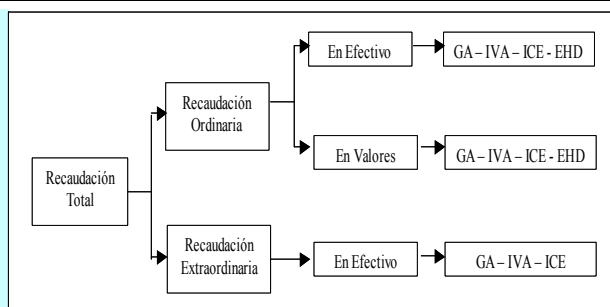 En Efectivo
GA – IVA – ICE - EHD
Recaudación
Ordinaria
En Valores
GA – IVA – ICE - EHD
Recaudación
Total
Recaudación
Extraordinaria
En Efectivo
GA – IVA – ICE